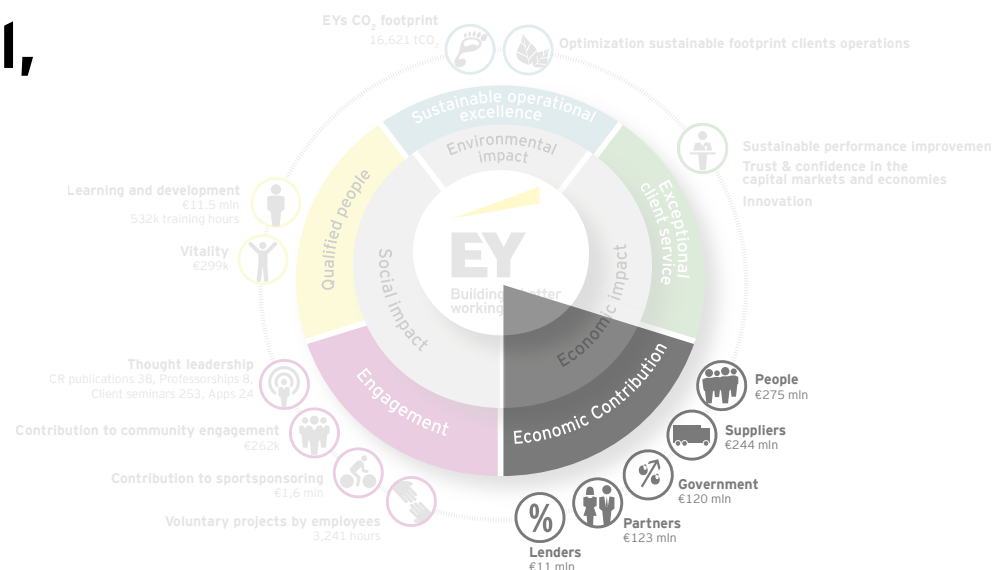 l,
EYs CO2 footprint
16,621 tCO2
Optimization sustainable footprint clients operations
Sustainable operational
excellence
Environmental
impact
Sustainable performance improvemen
Trust & confidence in the
capital markets and economies
Innovation
Exceptional
client service
Learning and development
€11.5 mln
532k training hours
Vitality
€299k
Qualified people
Social impact
EY
Building better
working
Economic impact
Thought leadership
CR publications 38, Professorships 8,
Client seminars 253, Apps 24
Contribution to community engagement
€262k
Contribution to sportsponsoring
€1,6 mln
Voluntary projects by employees
3,241 hours
Engagement
Economic Contribution
People
€275 mln
Suppliers
€244 mln
%
Government
€120 mln
Partners
€123 mln
%
Lenders
€11 mln